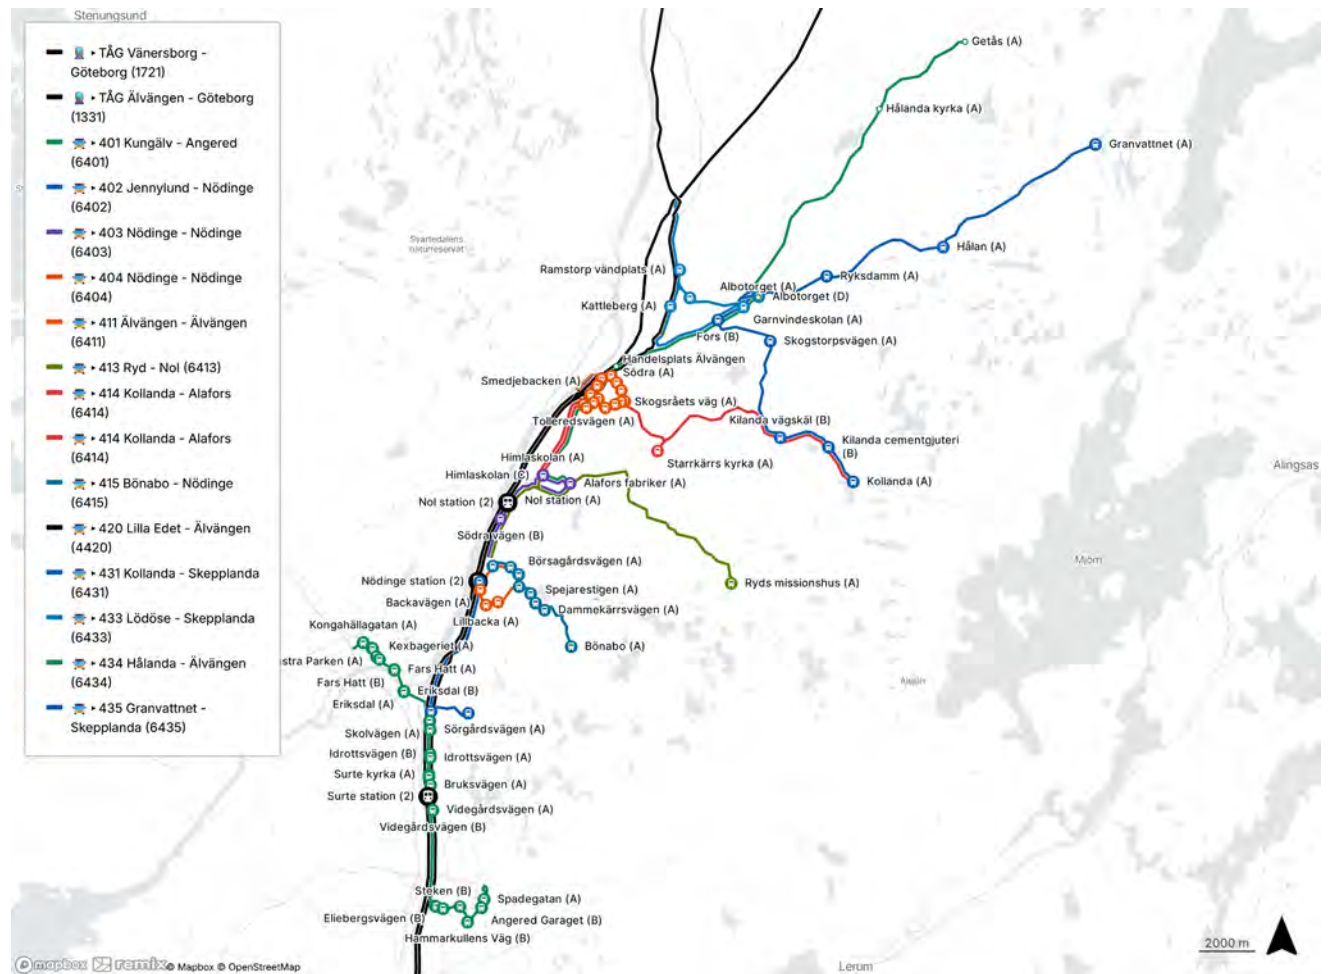 Stenungsund
TÅG Vänersborg -
Göteborg (1721)
TÅG Älvängen - Göteborg
(1331)
401 Kungälv - Angered
(6401)
402 Jennylund - Nödinge
(6402)
403 Nödinge - Nödinge
(6403)
404 Nödinge - Nödinge
(6404)
411 Älvängen - Älvängen
(6411)
413 Ryd - Nol (6413)
414 Kollanda - Alafors
(6414)
414 Kollanda - Alafors
(6414)
415 Bönabo - Nödinge
(6415)
420 Lilla Edet - Älvängen
(4420)
431 Kollanda - Skepplanda
(6431)
433 Lödöse - Skepplanda
(6433)
434 Hålanda - Älvängen
(6434)
435 Granvattnet -
Skepplanda (6435)
Getås (A)
Hålanda kyrka (A)
Granvattnet (A)
Svartedalens
naturreservat
Hålan (A)
Ramstorp vändplats (A)
Ryksdamm (A)
Albotorget (A)
Albotorget (D)
Kattleberg (A)
Garnvindeskolan (A)
Fors (B)
Skogstorpsvägen (A)
Handelsplats Älvängen
Södra (A)
Smedjebacken (A)
Skogsråets väg (A)
Tolleredsvägen (A)
Kilanda vägskäl (B)
Kilanda cementgjuteri
(B)
Himlaskolan (A)
Starrkärrs kyrka (A)
Alingsås
Himlaskolan (C)
Kollanda (A)
Alafors fabriker (A)
Nol station (2)
Nol station (A)
Södra vägen (B)
Mjörn
Börsagårdsvägen (A)
Nödinge station (2)
Ryds missionshus (A)
Spejarestigen (A)
Backavägen (A)
Dammekärrsvägen (A)
Lillbacka (A)
Kongahällagatan (A)
Kexbageriet (A)
Bönabo (A)
stra Parken (A)
Fars Hatt (A)
Fars Hatt (B)
Eriksdal (B)
Eriksdal (A)
Skolvägen (A)
Sörgårdsvägen (A)
Idrottsvägen (B)
Idrottsvägen (A)
Surte kyrka (A)
Bruksvägen (A)
Surte station (2)
Videgårdsvägen (A)
Videgårdsvägen (B)
Steken (B)
Spadegatan (A)
Eliebergsvägen (B)
Angered Garaget (B)
Hammarkullens Väg (B)
2000 m
mapbox remix © Mapbox © OpenStreetMap
Lerum